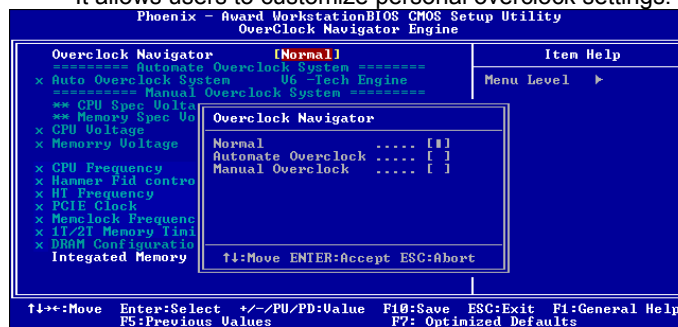 It allows users to customize personal overclock settings.
Phoenix - Award WorkstationBIOS CMOS Setup Utility
OverClock Navigator Engine
Overclock Navigator [Normal]
Item Help
========= Automate Overclock System ========
x Auto Overclock System V6 -Tech Engine
Menu Level ▶
========== Manual Overclock System =========
** CPU Spec Volta
** Memory Spec Vo
x CPU Voltage
x Memorry Voltage
x CPU Frequency
x Hammer Fid contro
x HT Frequency
x PCIE Clock
x Memclock Frequenc
x 1T/2T Memory Timi
x DRAM Configuratio
Integated Memory
Overclock Navigator
Normal ..... [▮]
Automate Overclock ..... [ ]
Manual Overclock ..... [ ]
↑↓:Move ENTER:Accept ESC:Abort
↑↓→←:Move Enter:Select +/-/PU/PD:Value F10:Save ESC:Exit F1:General Help
F5:Previous Values F7: Optimized Defaults